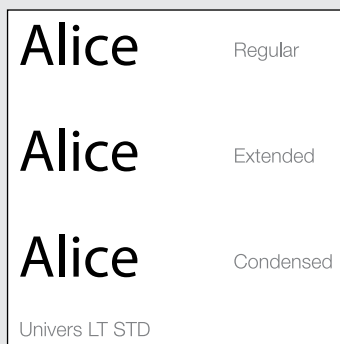 Alice Regular
Alice Extended
Alice Condensed
Univers LT STD